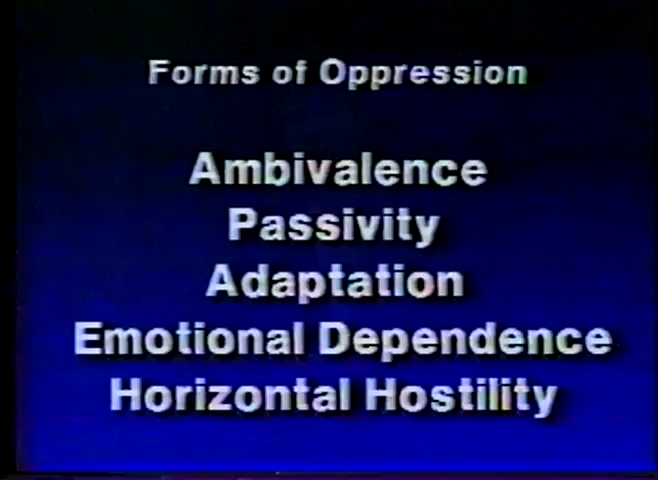 Forms of Oppression
Ambivalence
Passivity
Adaptation
Emotional Dependence
Horizontal Hostility